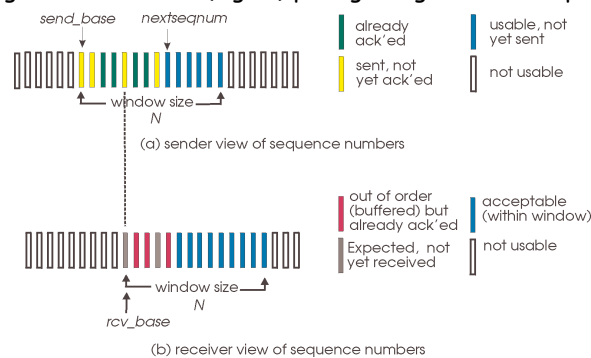 send_base nextseqnum
already
ack'ed
usable, not
yet sent
sent, not
yet ack'ed
not usable
window size
N
(a) sender view of sequence numbers
out of order
(buffered) but
already ack'ed
acceptable
(within window)
Expected, not
yet received
not usable
window size
N
rcv_base
(b) receiver view of sequence numbers